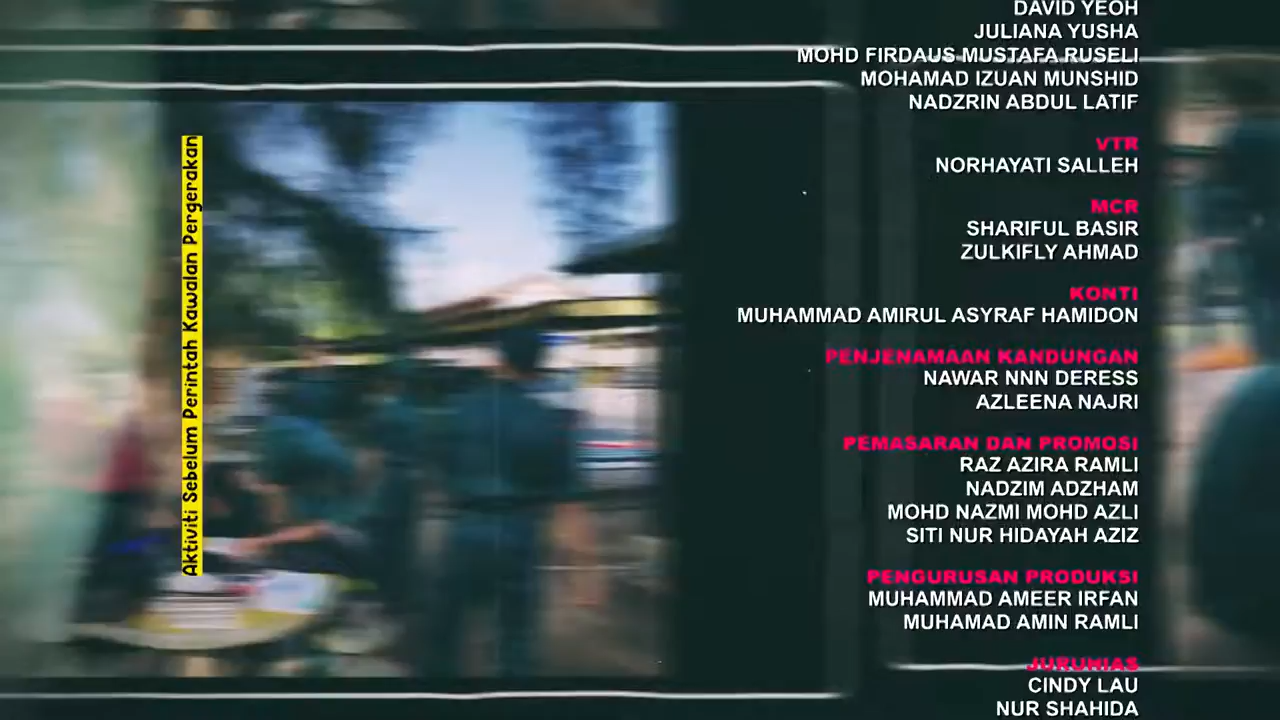 Aktiviti Sebelum Perintah Kawalan Pergerakan
DAVID YEOH
JULIANA YUSHA
MOHD FIRDAUS MUSTAFA RUSELI
MOHAMAD IZUAN MUNSHID
NADZRIN ABDUL LATIF
VTR
NORHAYATI SALLEH
MCR
SHARIFUL BASIR
ZULKIFLY AHMAD
KONTI
MUHAMMAD AMIRUL ASYRAF HAMIDON
PENJENAMAAN KANDUNGAN
NAWAR NNN DERESS
AZLEENA NAJRI
PEMASARAN DAN PROMOSI
RAZ AZIRA RAMLI
NADZIM ADZHAM
MOHD NAZMI MOHD AZLI
SITI NUR HIDAYAH AZIZ
PENGURUSAN PRODUKSI
MUHAMMAD AMEER IRFAN
MUHAMAD AMIN RAMLI
JURUHIAS
CINDY LAU
NUR SHAHIDA